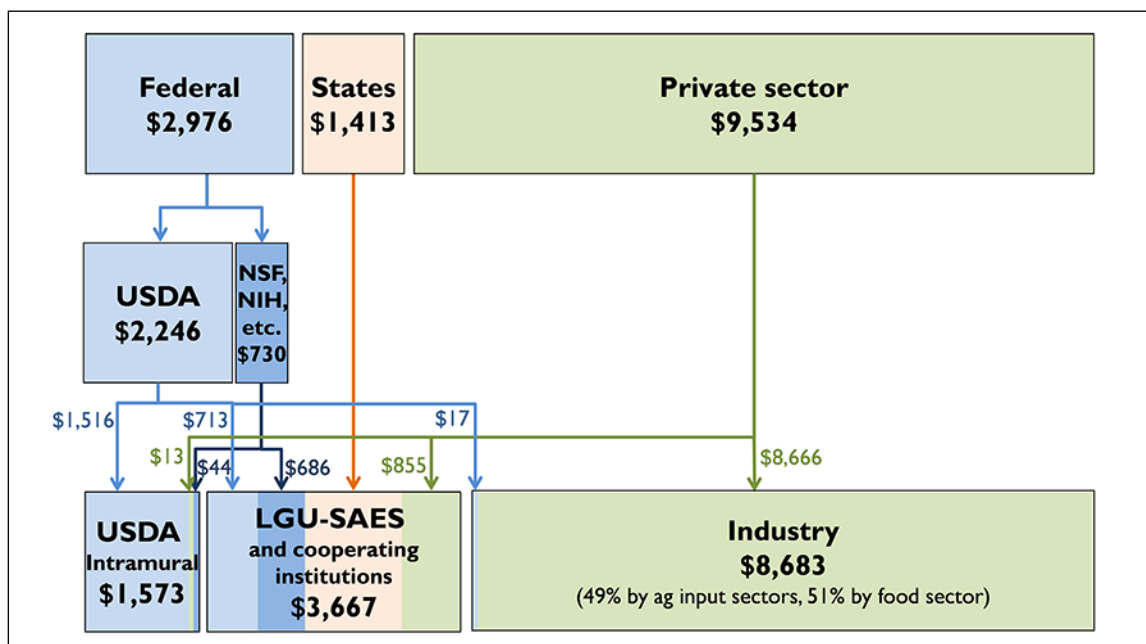 Federal
$2,976
States
$1,413
Private sector
$9,534
USDA
$2,246
NSF,
NIH,
etc.
$730
$1,516
$713
$17
$13
$44
$686
$855
$8,666
USDA
Intramural
$1,573
LGU-SAES
and cooperating
institutions
$3,667
Industry
$8,683
(49% by ag input sectors, 51% by food sector)